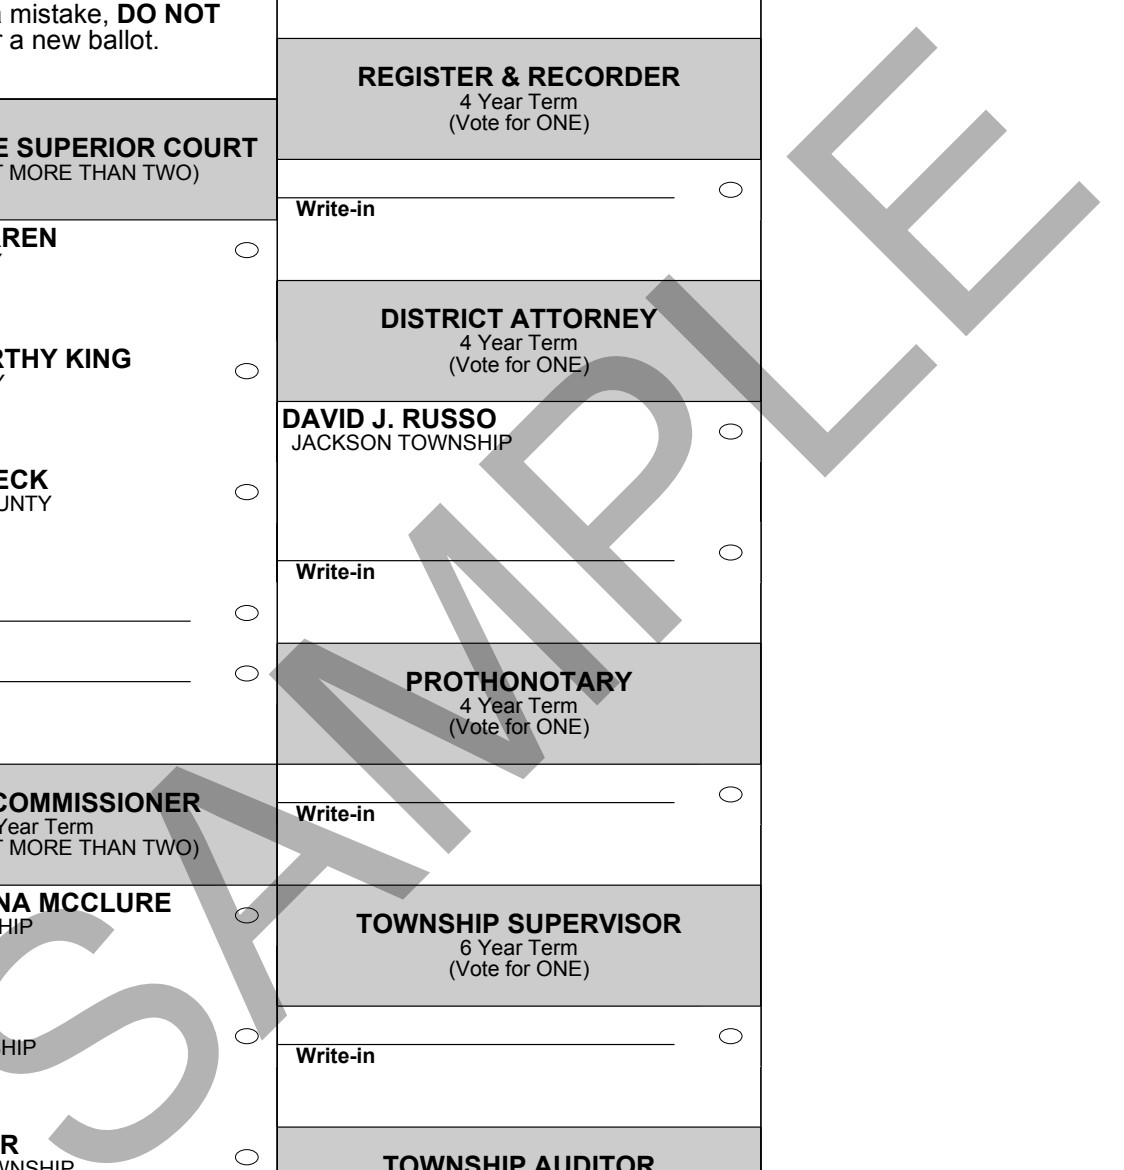 a mistake, DO NOT
r a new ballot.
E SUPERIOR COURT
T MORE THAN TWO)
RREN
Y
RTHY KING
Y
ECK
UNTY
COMMISSIONER
Year Term
T MORE THAN TWO)
NA MCCLURE
HIP
HIP
R
WNSHIP
REGISTER & RECORDER
4 Year Term
(Vote for ONE)
Write-in
DISTRICT ATTORNEY
4 Year Term
(Vote for ONE)
DAVID J. RUSSO
JACKSON TOWNSHIP
Write-in
PROTHONOTARY
4 Year Term
(Vote for ONE)
Write-in
TOWNSHIP SUPERVISOR
6 Year Term
(Vote for ONE)
Write-in
TOWNSHIP AUDITOR
SAMPLE